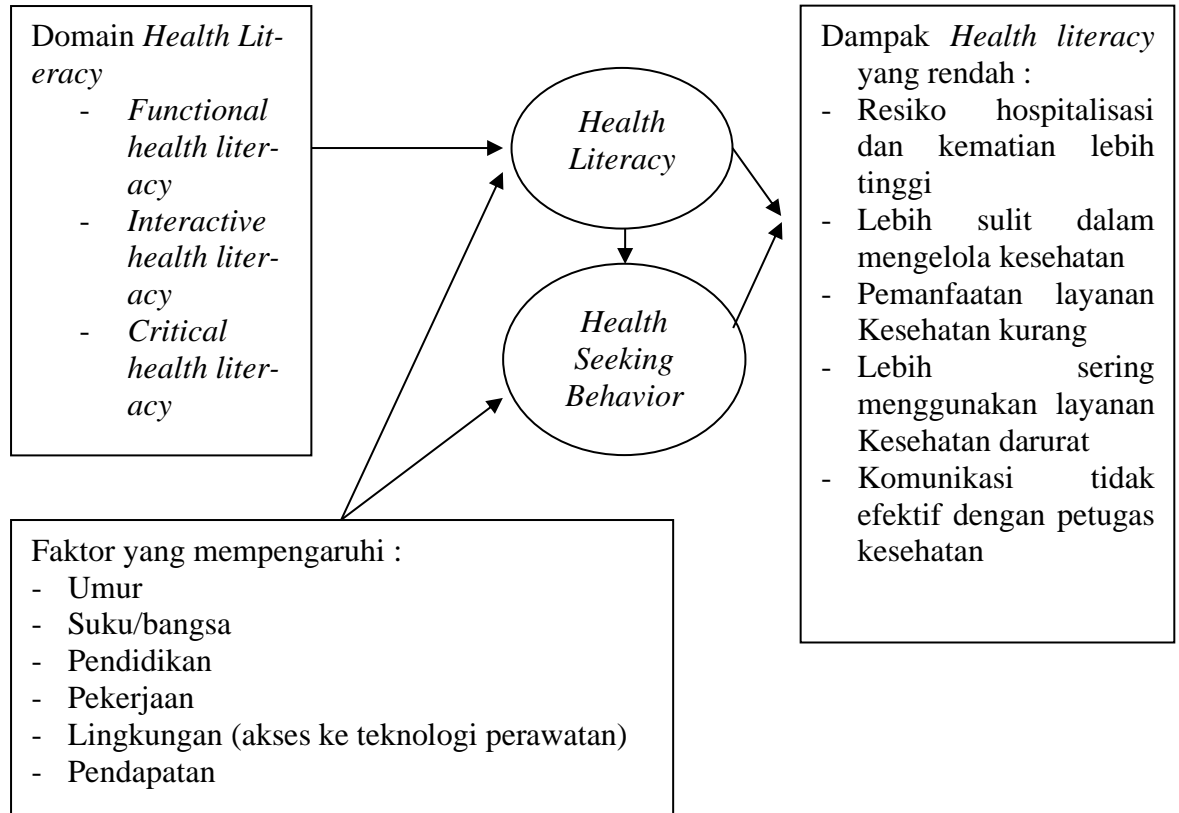 Domain Health Lit-
eracy
- Functional
health liter-
acy
- Interactive
health liter-
acy
- Critical
health liter-
acy
Health
Literacy
Health
Seeking
Behavior
Dampak Health literacy
yang rendah :
- Resiko hospitalisasi
dan kematian lebih
tinggi
- Lebih sulit dalam
mengelola kesehatan
- Pemanfaatan layanan
Kesehatan kurang
- Lebih sering
menggunakan layanan
Kesehatan darurat
- Komunikasi tidak
efektif dengan petugas
kesehatan
Faktor yang mempengaruhi :
- Umur
- Suku/bangsa
- Pendidikan
- Pekerjaan
- Lingkungan (akses ke teknologi perawatan)
- Pendapatan